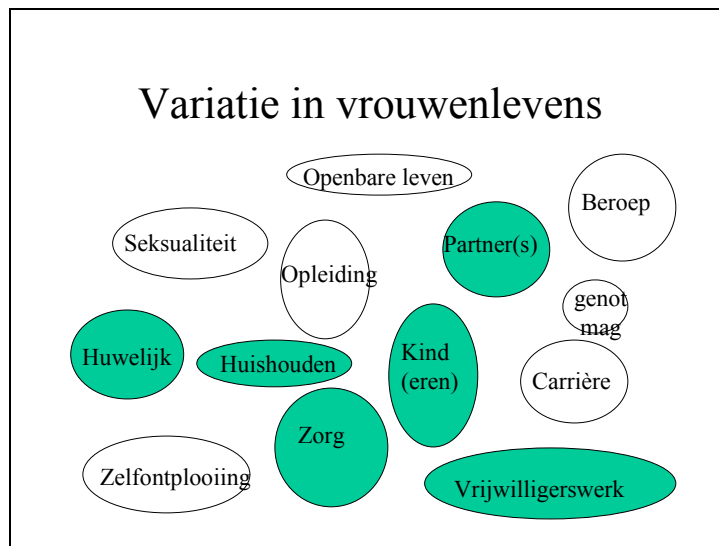 Variatie in vrouwenlevens
Openbare leven
Beroep
Seksualiteit
Partner(s)
Opleiding
genot
mag
Huwelijk
Huishouden
Kind
(eren)
Carrière
Zorg
Zelfontplooiing
Vrijwilligerswerk